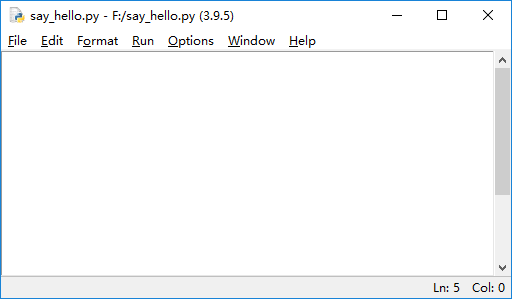 say_hello.py - F:/say_hello.py (3.9.5)
File Edit Format Run Options Window Help
Ln: 5 Col: 0